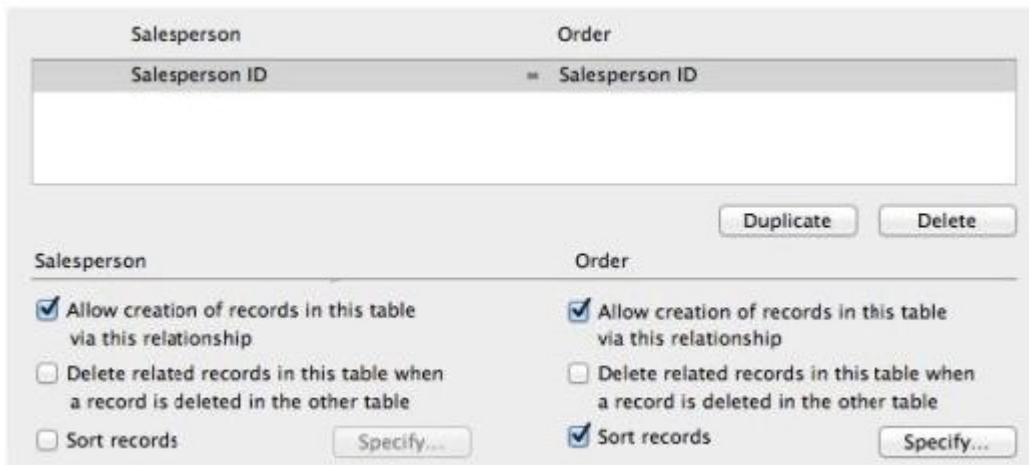 Salesperson Order
Salesperson ID = Salesperson ID
Duplicate Delete
Salesperson Order
Allow creation of records in this table Allow creation of records in this table
via this relationship via this relationship
Delete related records in this table when Delete related records in this table when
a record is deleted in the other table a record is deleted in the other table
Sort records Specify... Sort records Specify...